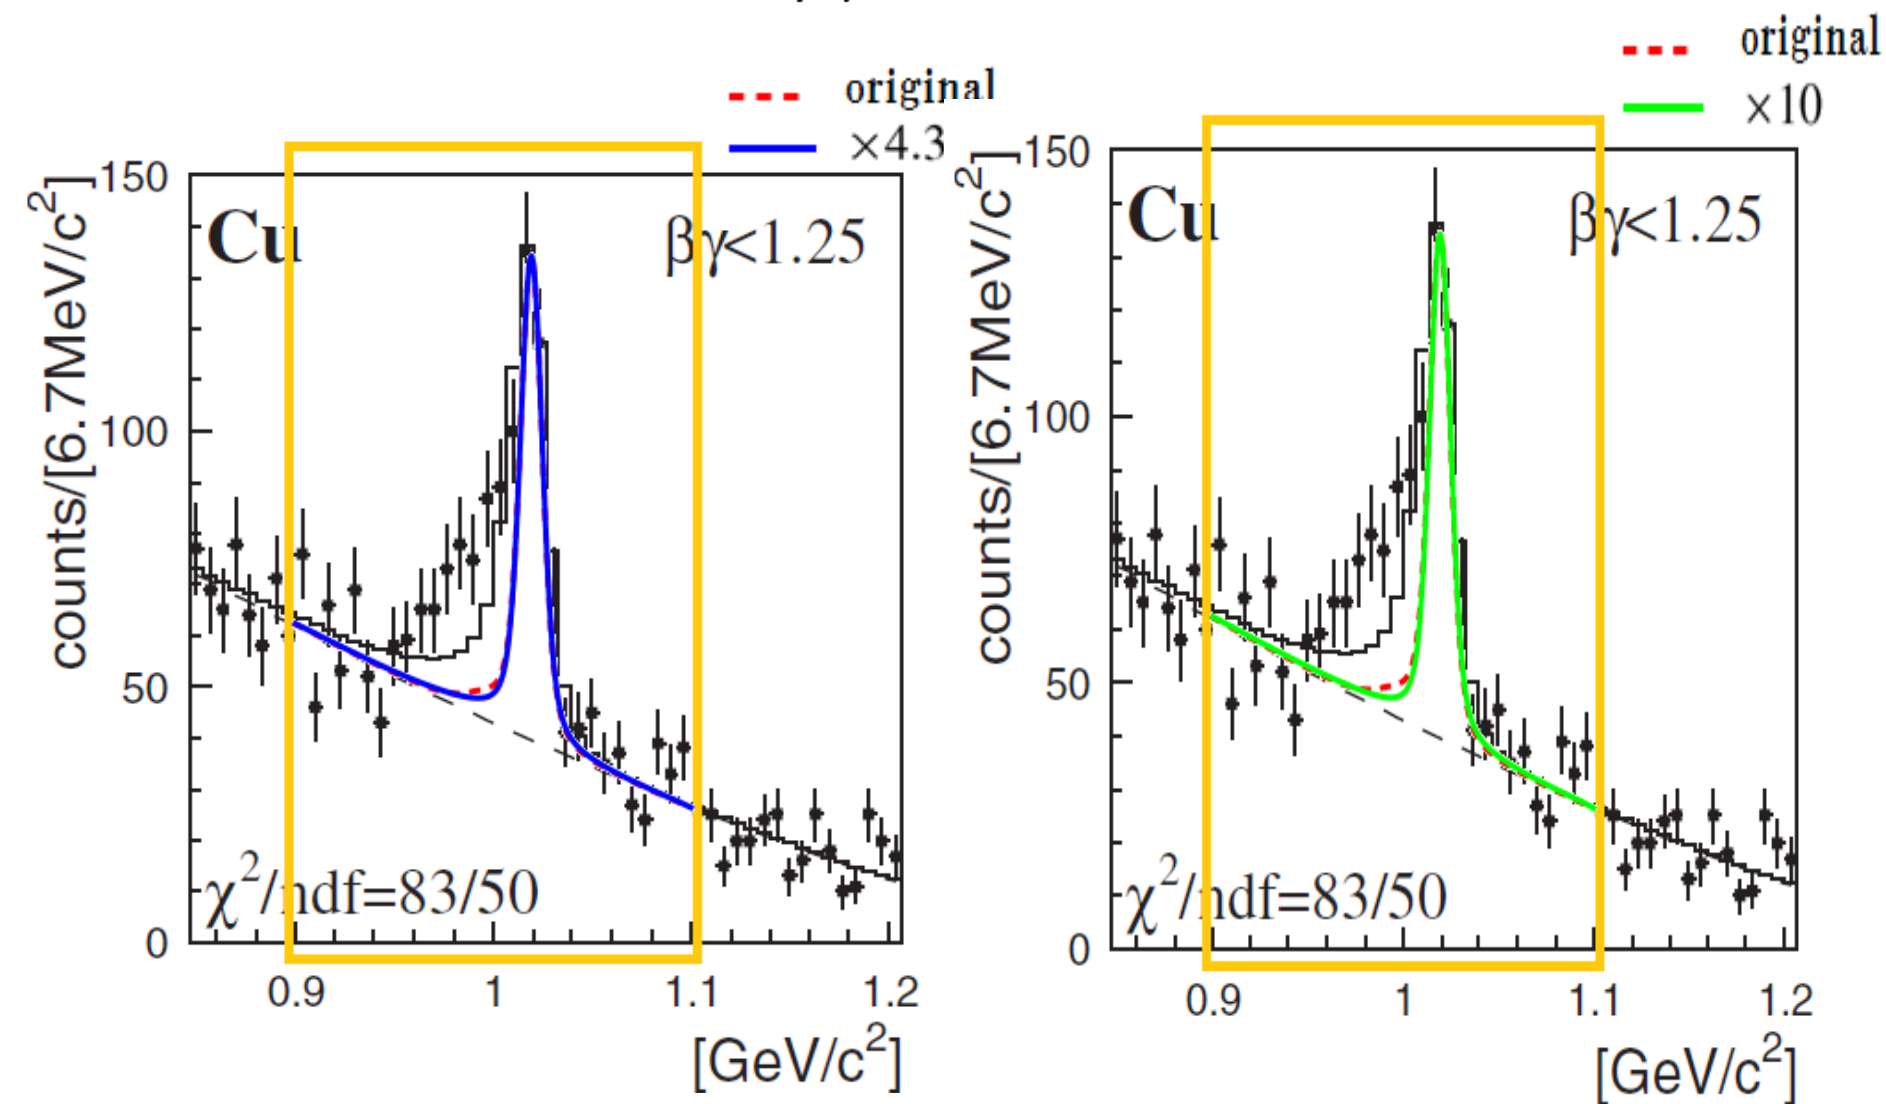 original
×4.3
counts/[6.7MeV/c²]
150
100
50
0
Cu
βγ<1.25
χ²/ndf=83/50
0.9
1
1.1
1.2
[GeV/c²]
original
×10
counts/[6.7MeV/c²]
150
100
50
0
Cu
βγ<1.25
χ²/ndf=83/50
0.9
1
1.1
1.2
[GeV/c²]